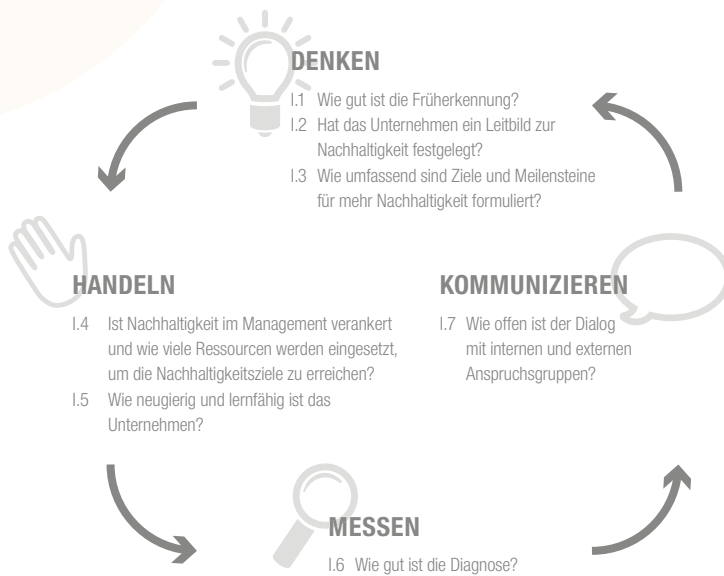 DENKEN
I.1 Wie gut ist die Früherkennung?
I.2 Hat das Unternehmen ein Leitbild zur
Nachhaltigkeit festgelegt?
I.3 Wie umfassend sind Ziele und Meilensteine
für mehr Nachhaltigkeit formuliert?
HANDELN
I.4 Ist Nachhaltigkeit im Management verankert
und wie viele Ressourcen werden eingesetzt,
um die Nachhaltigkeitsziele zu erreichen?
I.5 Wie neugierig und lernfähig ist das
Unternehmen?
KOMMUNIZIEREN
I.7 Wie offen ist der Dialog
mit internen und externen
Anspruchsgruppen?
MESSEN
I.6 Wie gut ist die Diagnose?